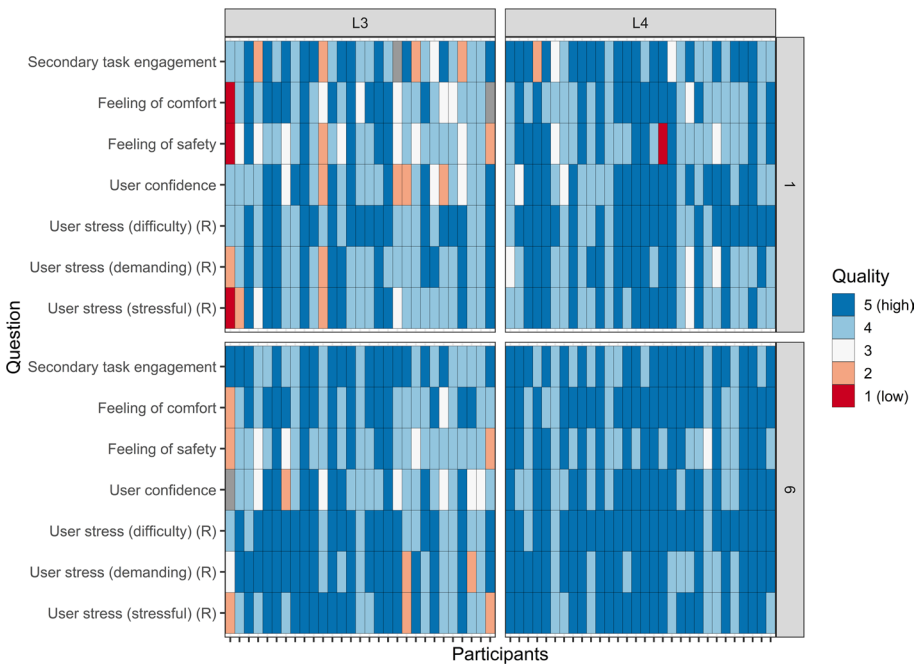 L3
L4
Secondary task engagement
Feeling of comfort
Feeling of safety
User confidence
User stress (difficulty) (R)
User stress (demanding) (R)
User stress (stressful) (R)
1
Secondary task engagement
Feeling of comfort
Feeling of safety
User confidence
User stress (difficulty) (R)
User stress (demanding) (R)
User stress (stressful) (R)
6
Question
Participants
Quality
5 (high)
4
3
2
1 (low)